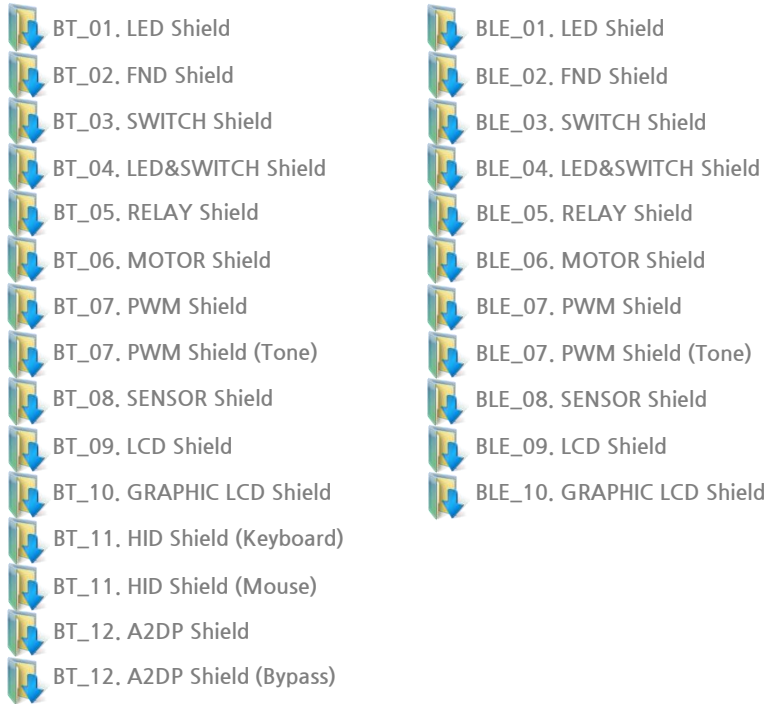 BT_01. LED Shield
BT_02. FND Shield
BT_03. SWITCH Shield
BT_04. LED&SWITCH Shield
BT_05. RELAY Shield
BT_06. MOTOR Shield
BT_07. PWM Shield
BT_07. PWM Shield (Tone)
BT_08. SENSOR Shield
BT_09. LCD Shield
BT_10. GRAPHIC LCD Shield
BT_11. HID Shield (Keyboard)
BT_11. HID Shield (Mouse)
BT_12. A2DP Shield
BT_12. A2DP Shield (Bypass)
BLE_01. LED Shield
BLE_02. FND Shield
BLE_03. SWITCH Shield
BLE_04. LED&SWITCH Shield
BLE_05. RELAY Shield
BLE_06. MOTOR Shield
BLE_07. PWM Shield
BLE_07. PWM Shield (Tone)
BLE_08. SENSOR Shield
BLE_09. LCD Shield
BLE_10. GRAPHIC LCD Shield